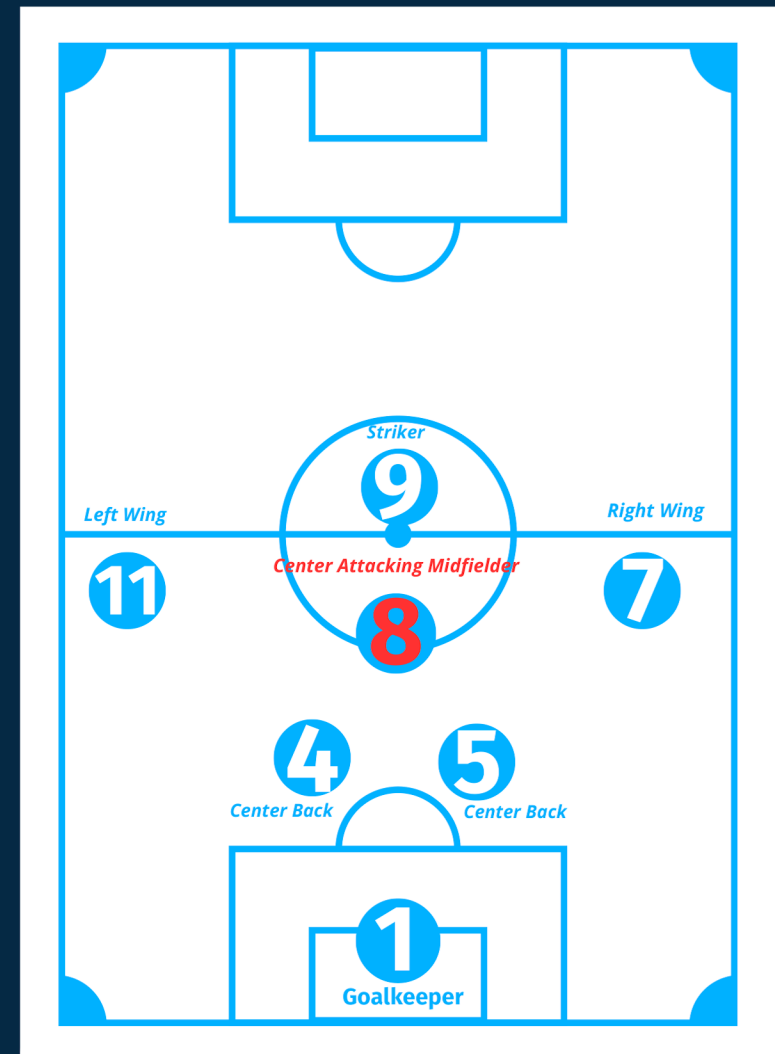 Striker
9
Left Wing
Right Wing
Center Attacking Midfielder
11
7
8
4
5
Center Back
Center Back
1
Goalkeeper